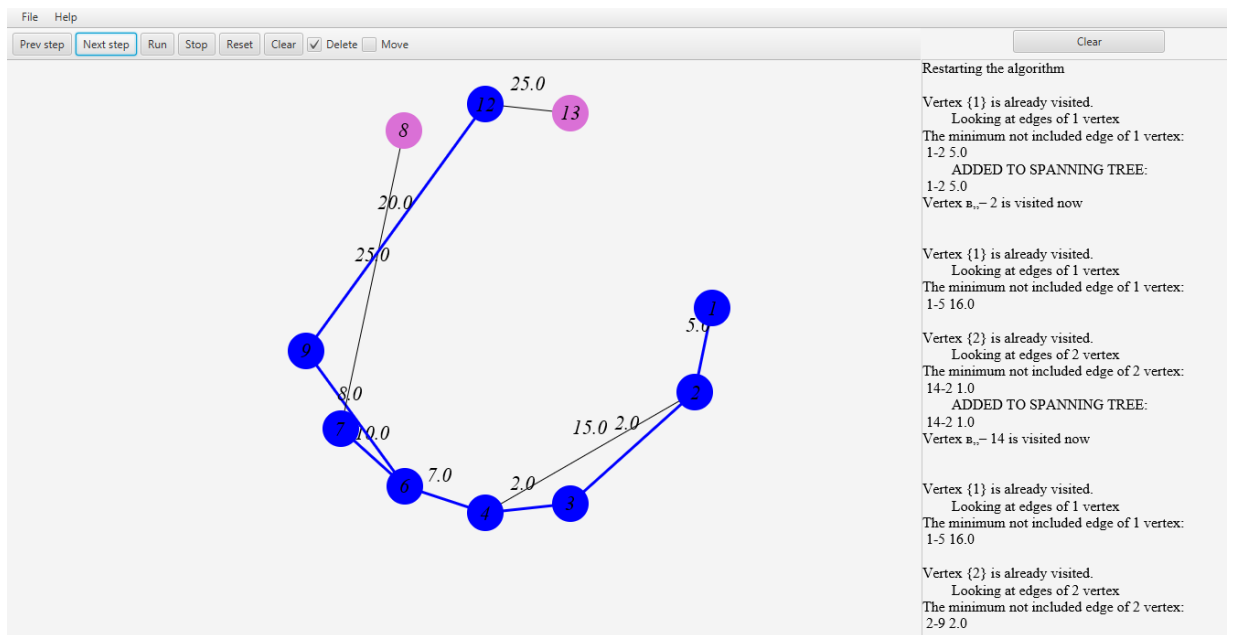 File Help
Prev step Next step Run Stop Reset Clear Delete Move
Clear
25.0
12
13
8
20.0
25.0
1
5.0
9
2
8.0
7
10.0
15.0
2.0
7.0
2.0
6
3
4
Restarting the algorithm
Vertex {1} is already visited.
Looking at edges of 1 vertex
The minimum not included edge of 1 vertex:
1-2 5.0
ADDED TO SPANNING TREE:
1-2 5.0
Vertex в„– 2 is visited now
Vertex {1} is already visited.
Looking at edges of 1 vertex
The minimum not included edge of 1 vertex:
1-5 16.0
Vertex {2} is already visited.
Looking at edges of 2 vertex
The minimum not included edge of 2 vertex:
14-2 1.0
ADDED TO SPANNING TREE:
14-2 1.0
Vertex в„– 14 is visited now
Vertex {1} is already visited.
Looking at edges of 1 vertex
The minimum not included edge of 1 vertex:
1-5 16.0
Vertex {2} is already visited.
Looking at edges of 2 vertex
The minimum not included edge of 2 vertex:
2-9 2.0